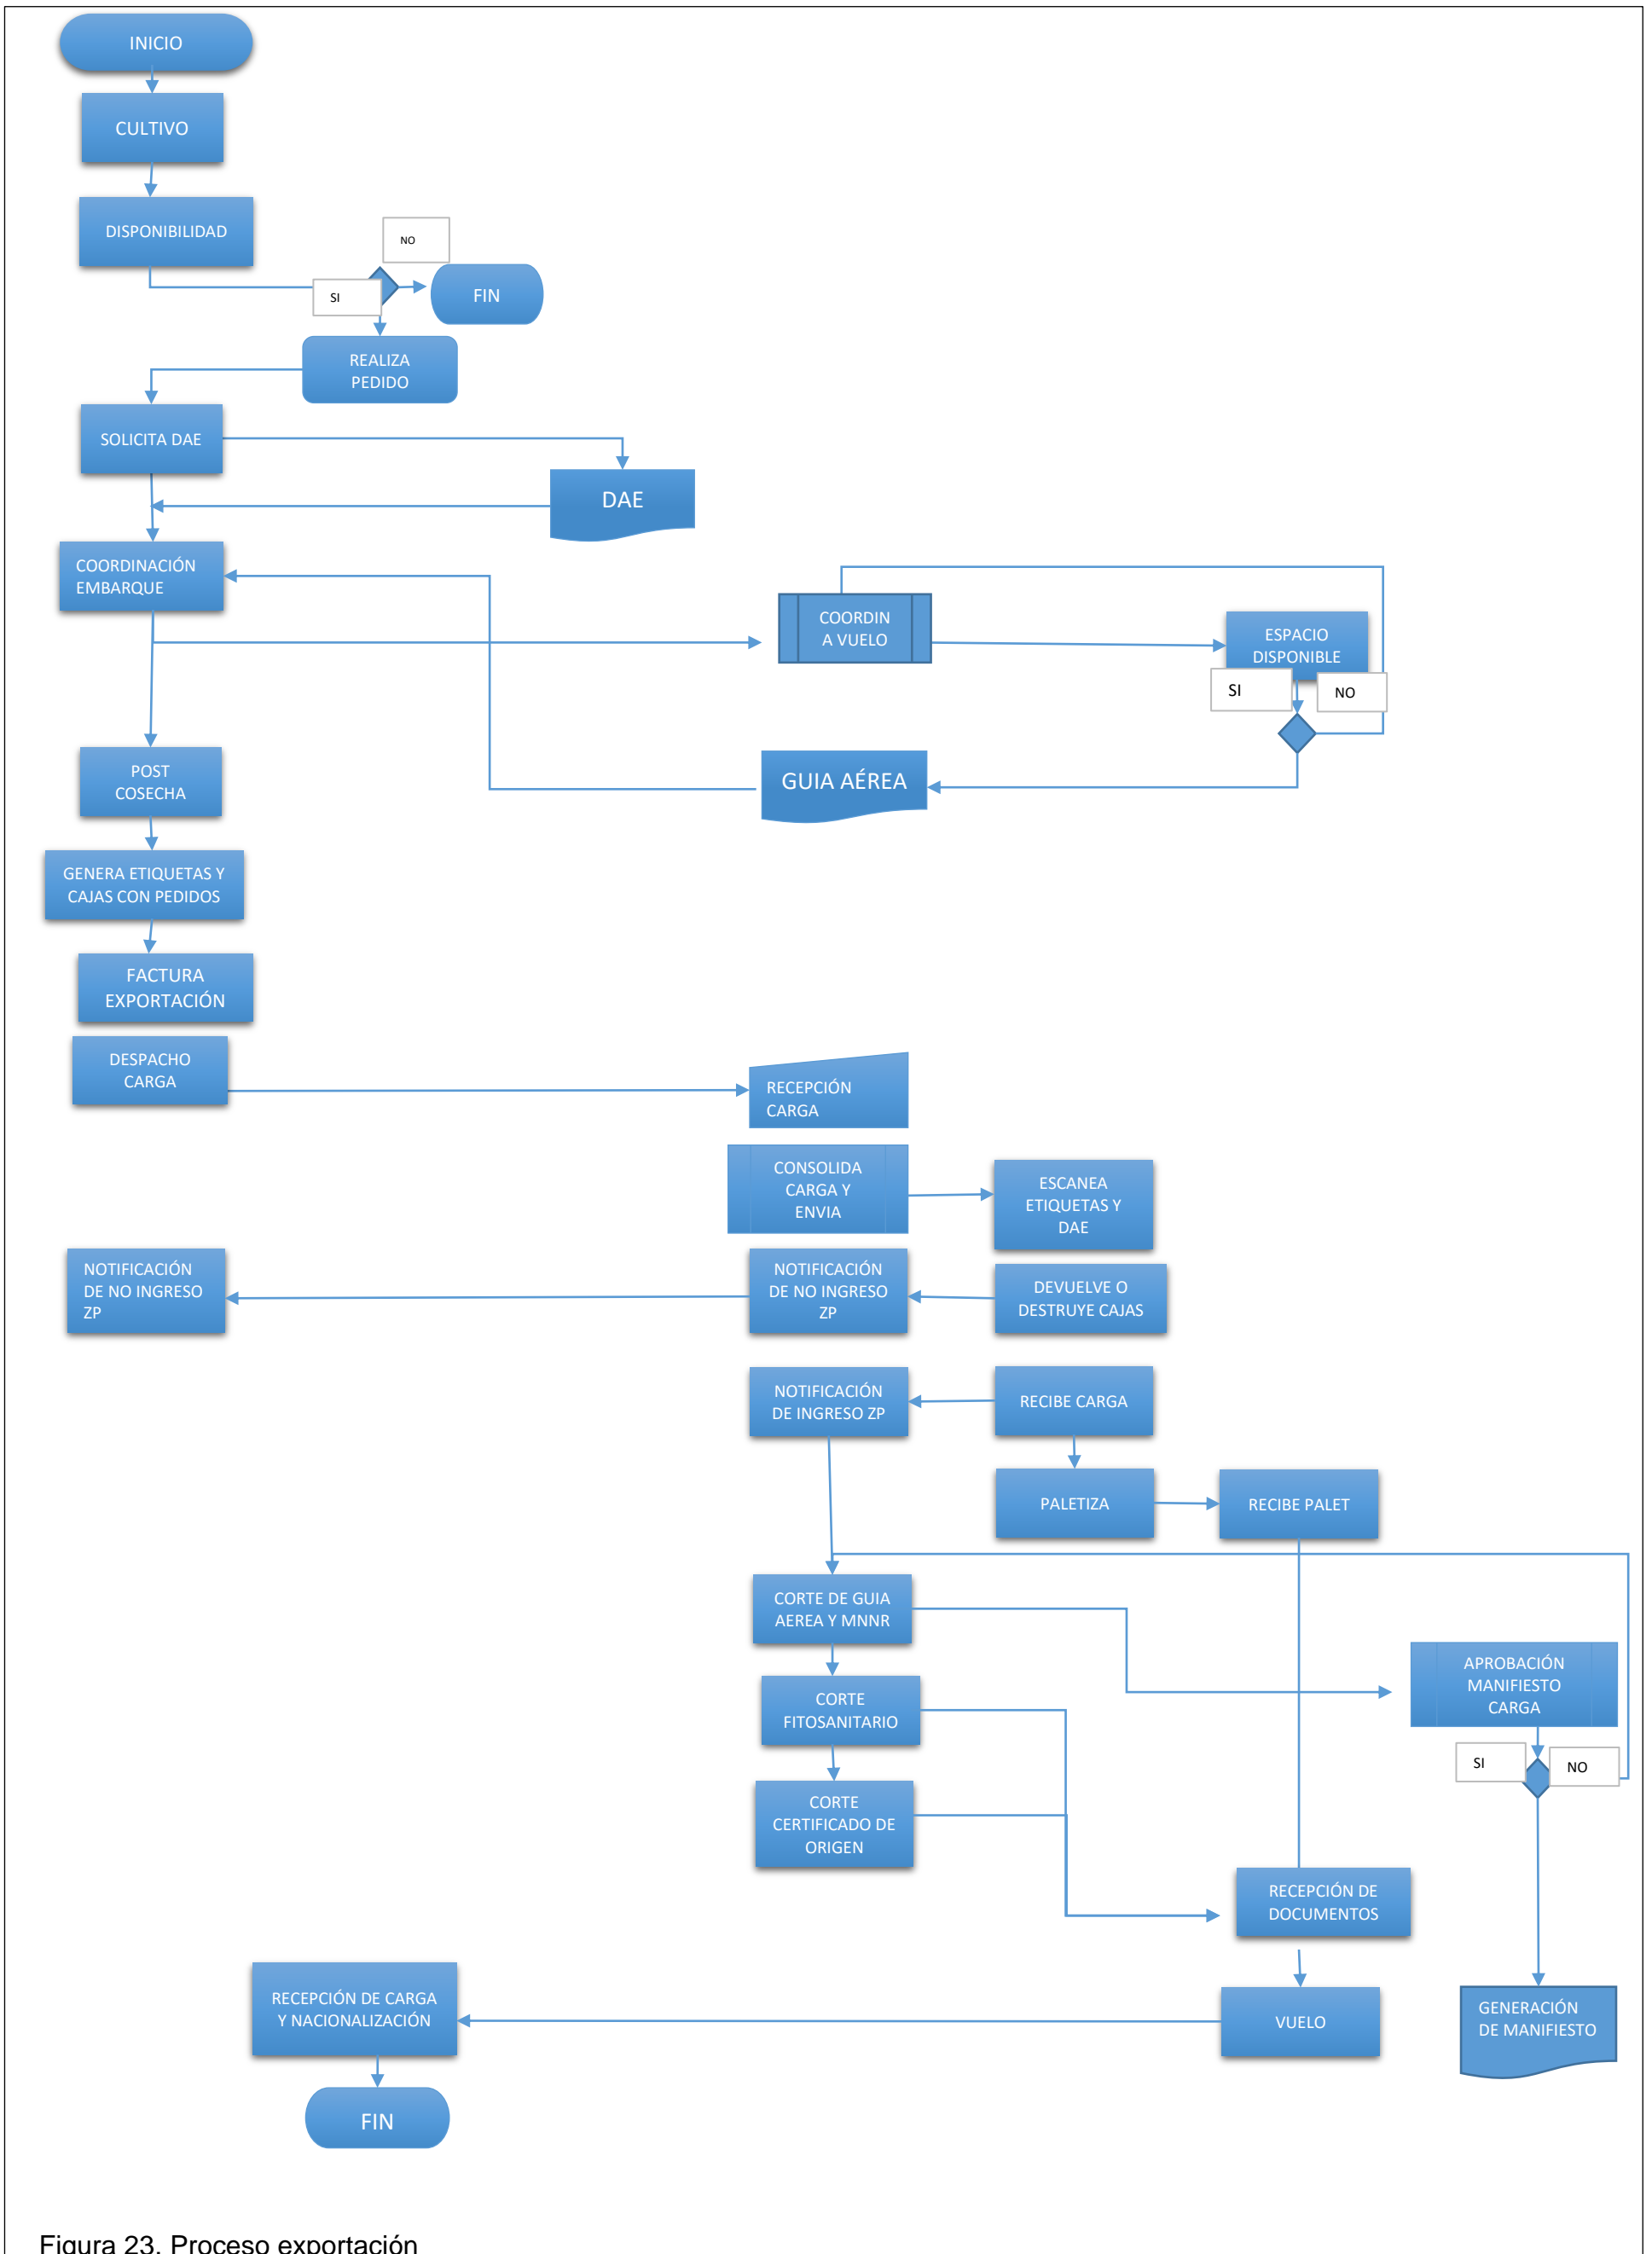 INICIO
CULTIVO
DISPONIBILIDAD
NO
SI
FIN
REALIZA
PEDIDO
SOLICITA DAE
DAE
COORDINACIÓN
EMBARQUE
COORDIN
A VUELO
ESPACIO
DISPONIBLE
SI
NO
POST
COSECHA
GUIA AÉREA
GENERA ETIQUETAS Y
CAJAS CON PEDIDOS
FACTURA
EXPORTACIÓN
DESPACHO
CARGA
RECEPCIÓN
CARGA
CONSOLIDA
CARGA Y
ENVIA
ESCANEA
ETIQUETAS Y
DAE
NOTIFICACIÓN
DE NO INGRESO
ZP
NOTIFICACIÓN
DE NO INGRESO
ZP
DEVUELVE O
DESTRUYE CAJAS
NOTIFICACIÓN
DE INGRESO ZP
RECIBE CARGA
PALETIZA
RECIBE PALET
CORTE DE GUIA
AEREA Y MNNR
APROBACIÓN
MANIFIESTO
CARGA
CORTE
FITOSANITARIO
SI
NO
CORTE
CERTIFICADO DE
ORIGEN
RECEPCIÓN DE
DOCUMENTOS
RECEPCIÓN DE CARGA
Y NACIONALIZACIÓN
VUELO
GENERACIÓN
DE MANIFIESTO
FIN
Figura 23. Proceso exportación